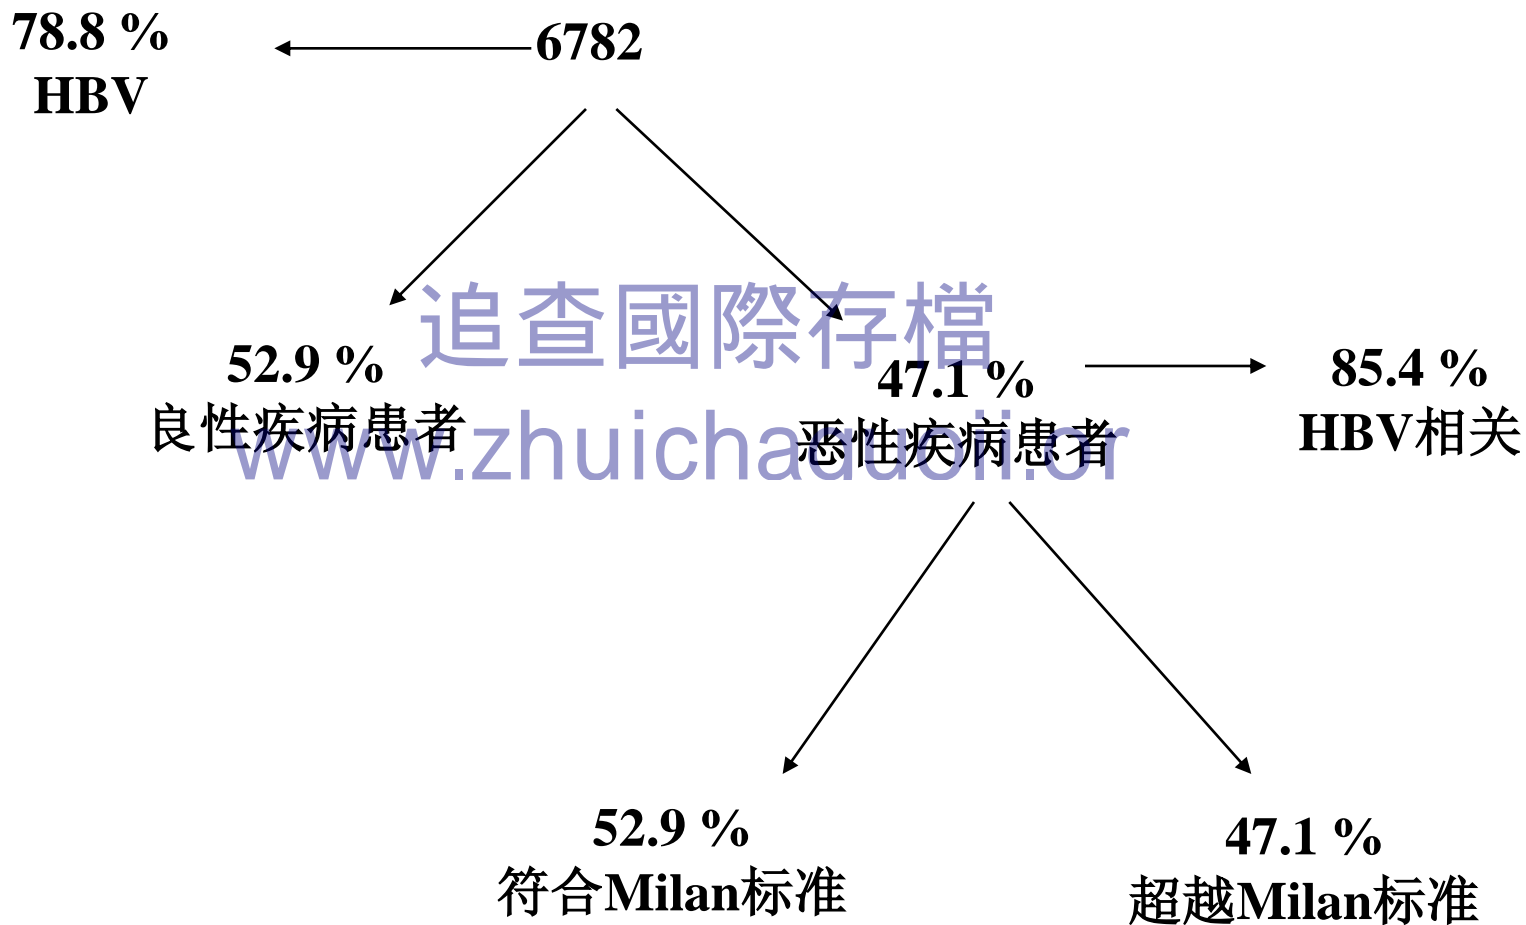 78.8 %
HBV
6782
追查國際存檔
52.9 %
良性疾病患者
47.1 %
恶性疾病患者
85.4 %
HBV相关
www.zhuichaguoji.or
52.9 %
符合Milan标准
47.1 %
超越Milan标准